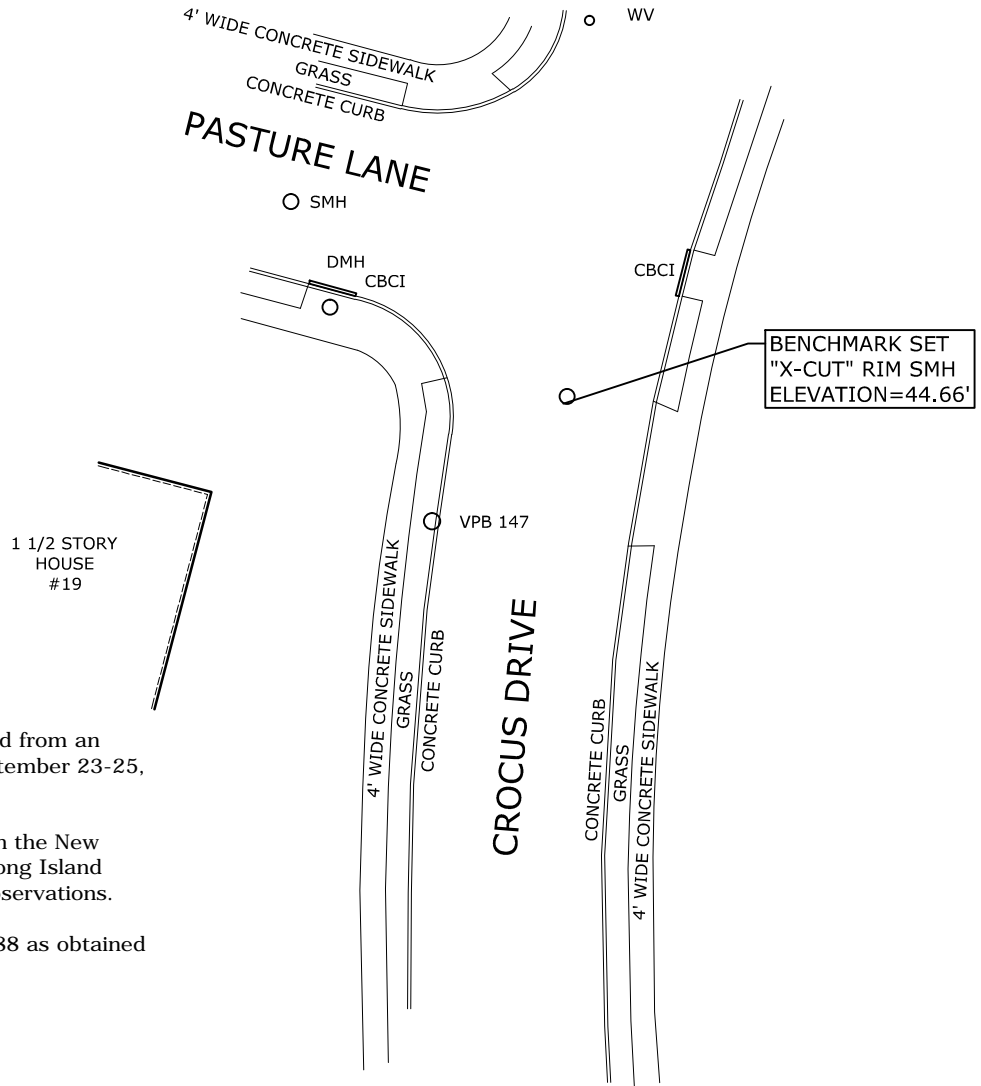 WV
4' WIDE CONCRETE SIDEWALK
GRASS
CONCRETE CURB
PASTURE LANE
SMH
DMH
CBCI
CBCI
BENCHMARK SET
"X-CUT" RIM SMH
ELEVATION=44.66'
VPB 147
1 1/2 STORY
HOUSE
#19
4' WIDE CONCRETE SIDEWALK
GRASS
CONCRETE CURB
CROCUS DRIVE
CONCRETE CURB
GRASS
4' WIDE CONCRETE SIDEWALK
d from an
tember 23-25,
the New
ong Island
servations.
88 as obtained